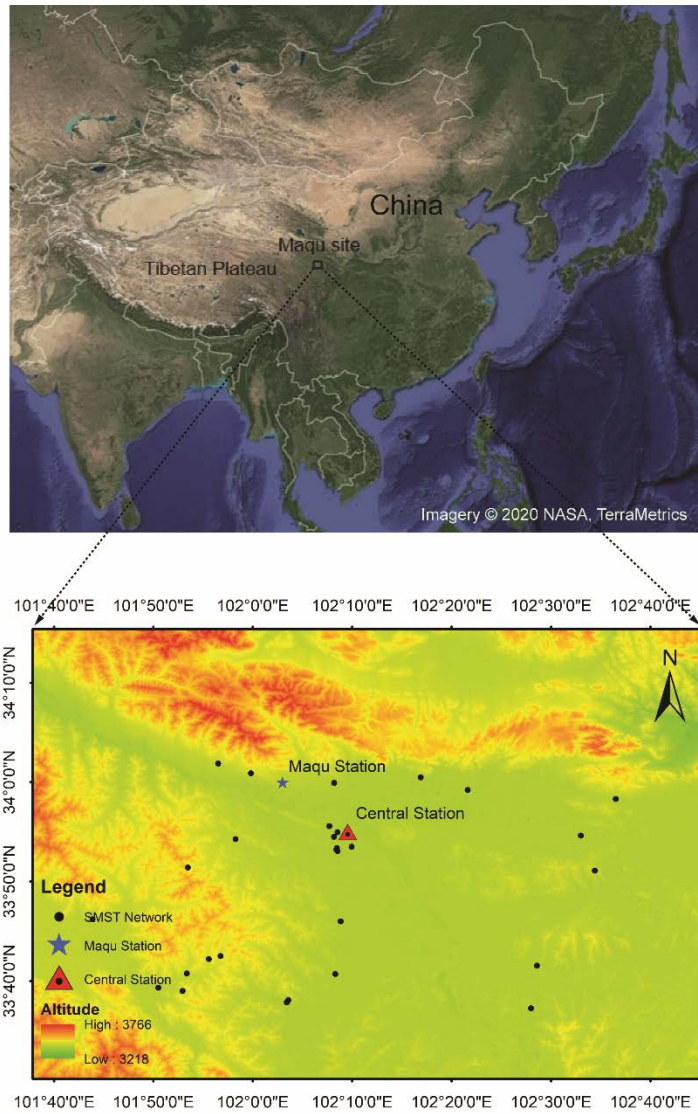 China
Maqu site
Tibetan Plateau
Imagery © 2020 NASA, TerraMetrics
101°40'0"E 101°50'0"E 102°0'0"E 102°10'0"E 102°20'0"E 102°30'0"E 102°40'0"E
34°10'0"N
34°0'0"N
33°50'0"N
33°40'0"N
N
Maqu Station
Central Station
Legend
SMST Network
Maqu Station
Central Station
Altitude
High : 3766
Low : 3218
101°40'0"E 101°50'0"E 102°0'0"E 102°10'0"E 102°20'0"E 102°30'0"E 102°40'0"E